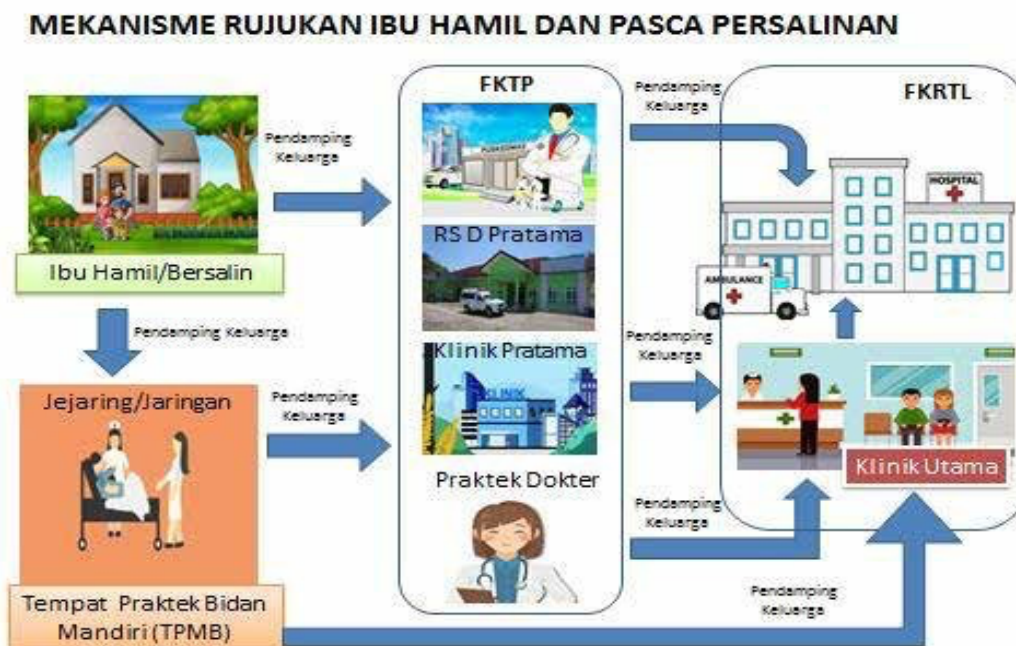 MEKANISME RUJUKAN IBU HAMIL DAN PASCA PERSALINAN
Pendamping
Keluarga
Ibu Hamil/Bersalin
Pendamping Keluarga
Jejaring/Jaringan
Pendamping
Keluarga
Tempat Praktek Bidan
Mandiri (TPMB)
FKTP
PUSKESMAS
RS D Pratama
Klinik Pratama
KLINIK
Praktek Dokter
Pendamping
Keluarga
Pendamping
Keluarga
Pendamping
Keluarga
Pendamping
Keluarga
FKRTL
HOSPITAL
AMBULANCE
Klinik Utama